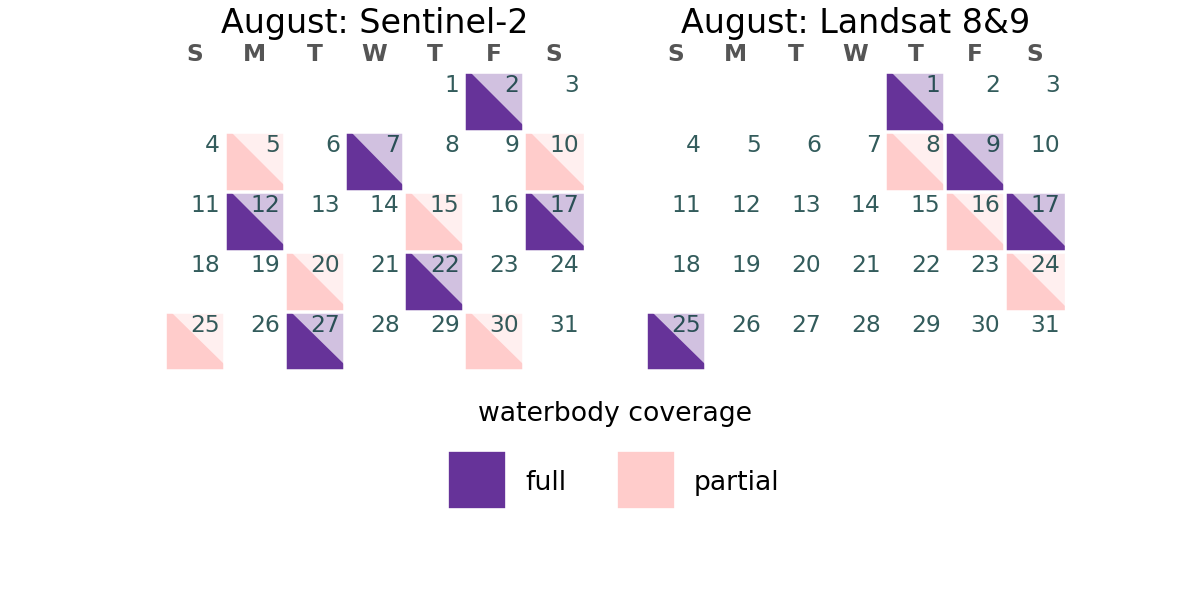 August: Sentinel-2
S M T W T F S
1 2 3
4 5 6 7 8 9 10
11 12 13 14 15 16 17
18 19 20 21 22 23 24
25 26 27 28 29 30 31
August: Landsat 8&9
S M T W T F S
1 2 3
4 5 6 7 8 9 10
11 12 13 14 15 16 17
18 19 20 21 22 23 24
25 26 27 28 29 30 31
waterbody coverage
full partial